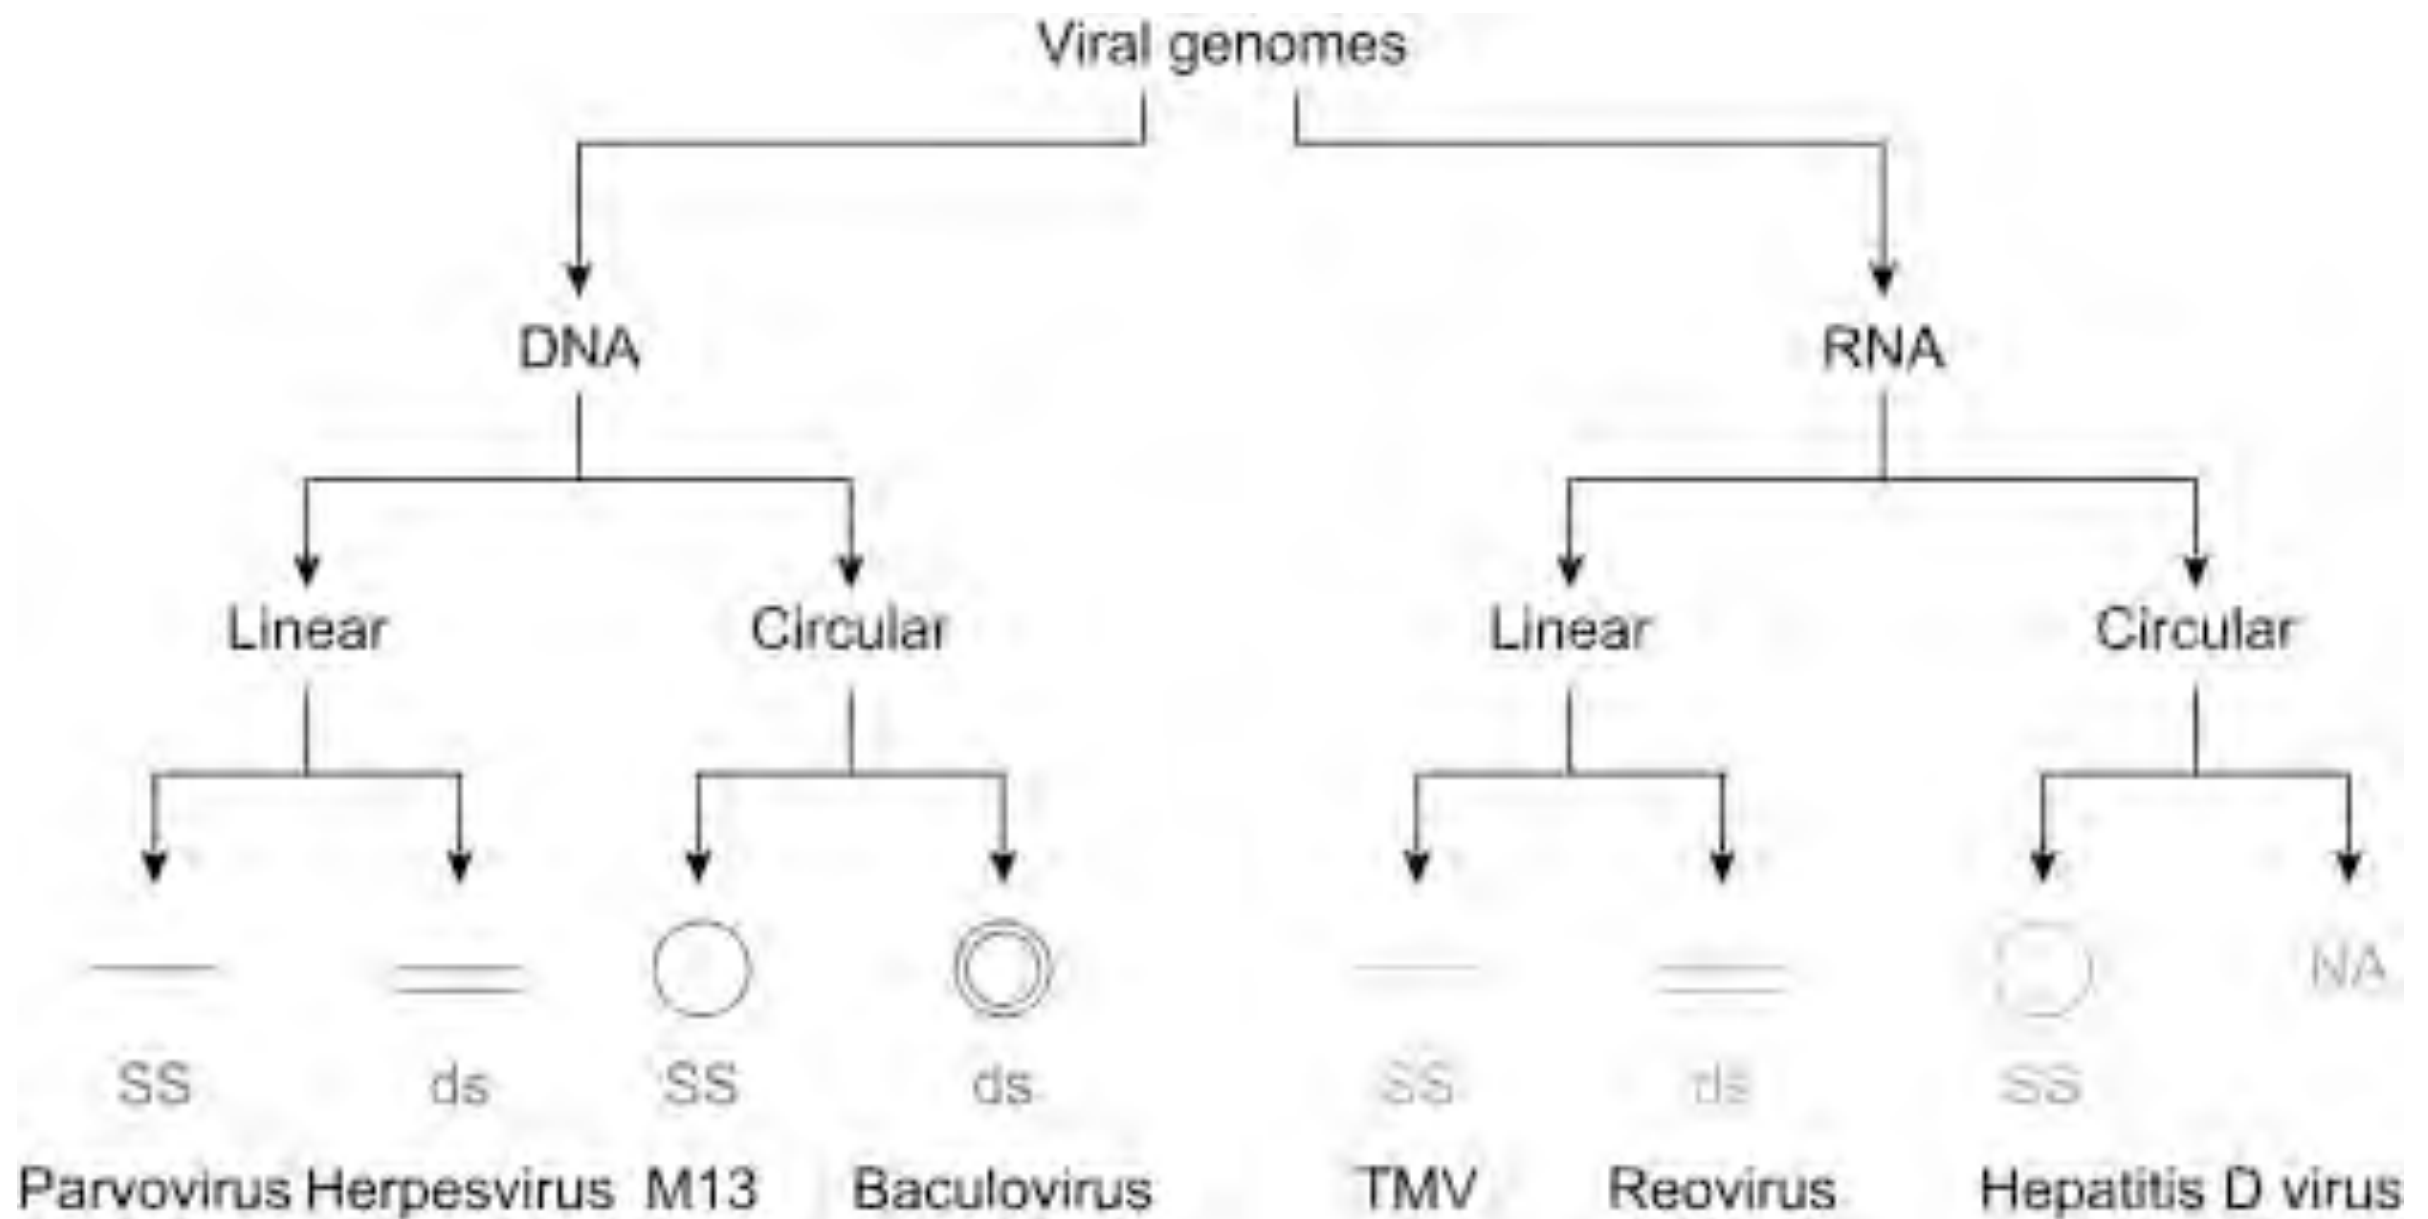 Viral genomes
DNA RNA
Linear Circular Linear Circular
NA
SS ds SS ds SS ds SS
Parvovirus Herpesvirus M13 Baculovirus TMV Reovirus Hepatitis D virus